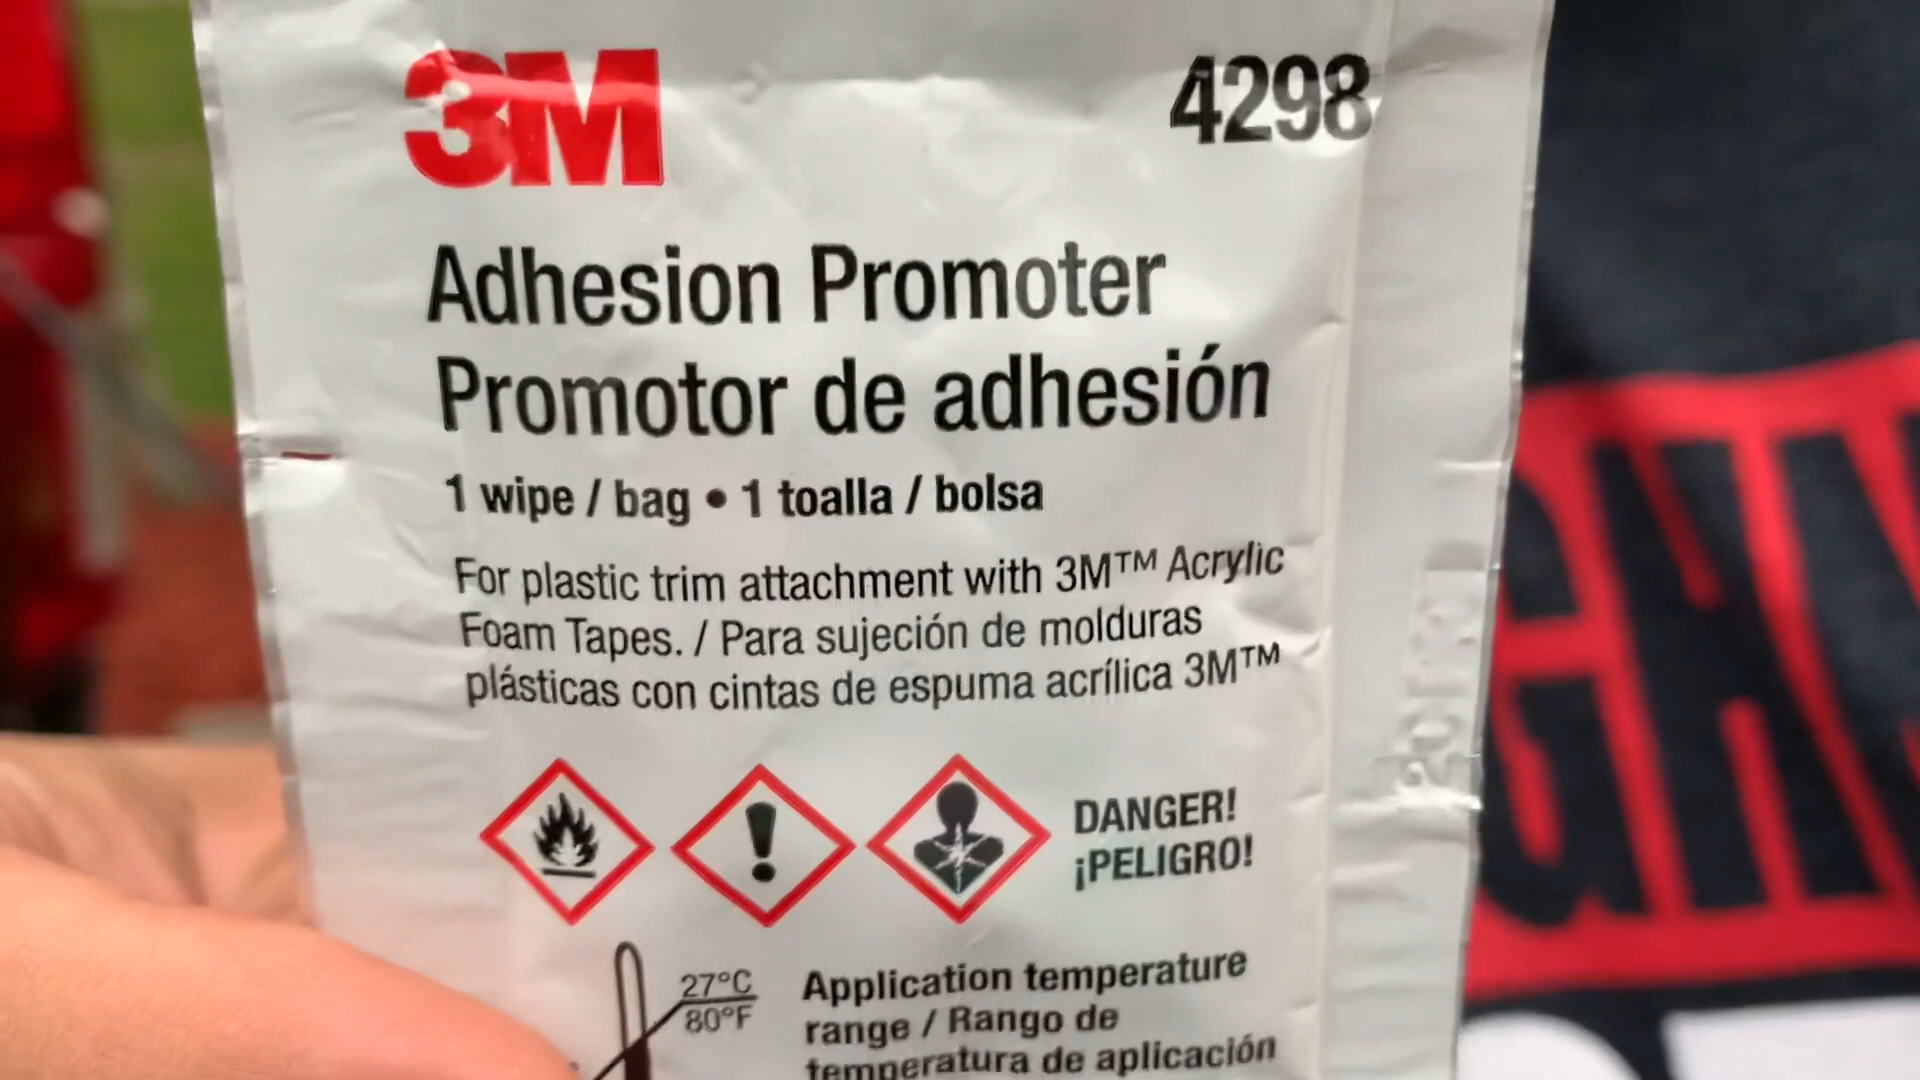 3M
4298
Adhesion Promoter
Promotor de adhesión
1 wipe / bag • 1 toalla / bolsa
For plastic trim attachment with 3M™ Acrylic
Foam Tapes. / Para sujeción de molduras
plásticas con cintas de espuma acrílica 3M™
DANGER!
¡PELIGRO!
27°C
80°F
Application temperature
range / Rango de
temperatura de aplicación